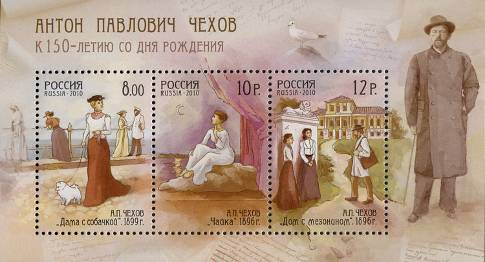 АНТОН ПАВЛОВИЧ ЧЕХОВ
К 150-ЛЕТИЮ СО ДНЯ РОЖДЕНИЯ
РОССИЯ 8.00
RUSSIA·2010
А.П.ЧЕХОВ
„Дама с собачкой". 1899г.
РОССИЯ 10Р.
RUSSIA·2010
А.П.ЧЕХОВ
„Чайка". 1896г.
РОССИЯ 12Р.
RUSSIA·2010
А.П.ЧЕХОВ
„Дом с мезонином". 1896г.